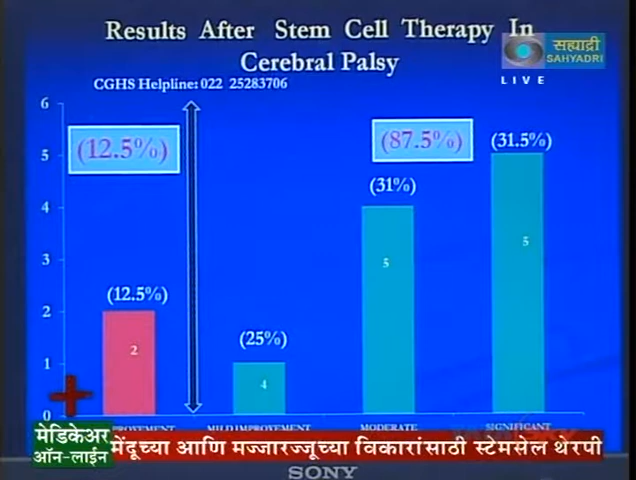 Results After Stem Cell Therapy In
Cerebral Palsy
सह्याद्री
SAHYADRI
LIVE
CGHS Helpline: 022 25283706
6
(12.5%)
(87.5%)
(31.5%)
5
(31%)
4
5
5
3
(12.5%)
2
(25%)
2
1
4
0
MILD IMPROVEMENT
MODERATE
SIGNIFICANT
मेडिकेअर
ऑन-लाईन
मेंदूच्या आणि मज्जारज्जूच्या विकारांसाठी स्टेमसेल थेरपी
SONY